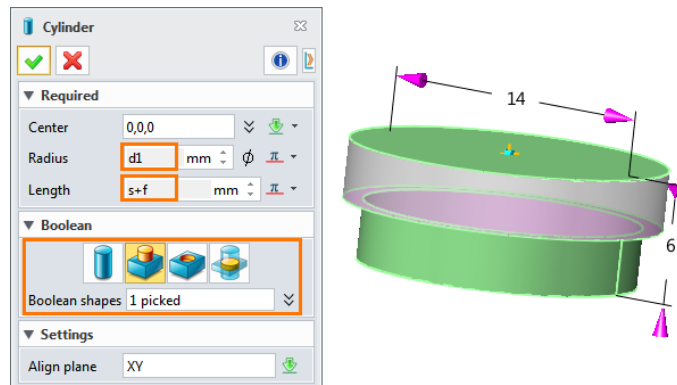 Cylinder
Required
Center 0,0,0
Radius d1 mm
Length s+f mm
Boolean
Boolean shapes 1 picked
Settings
Align plane XY
14
6